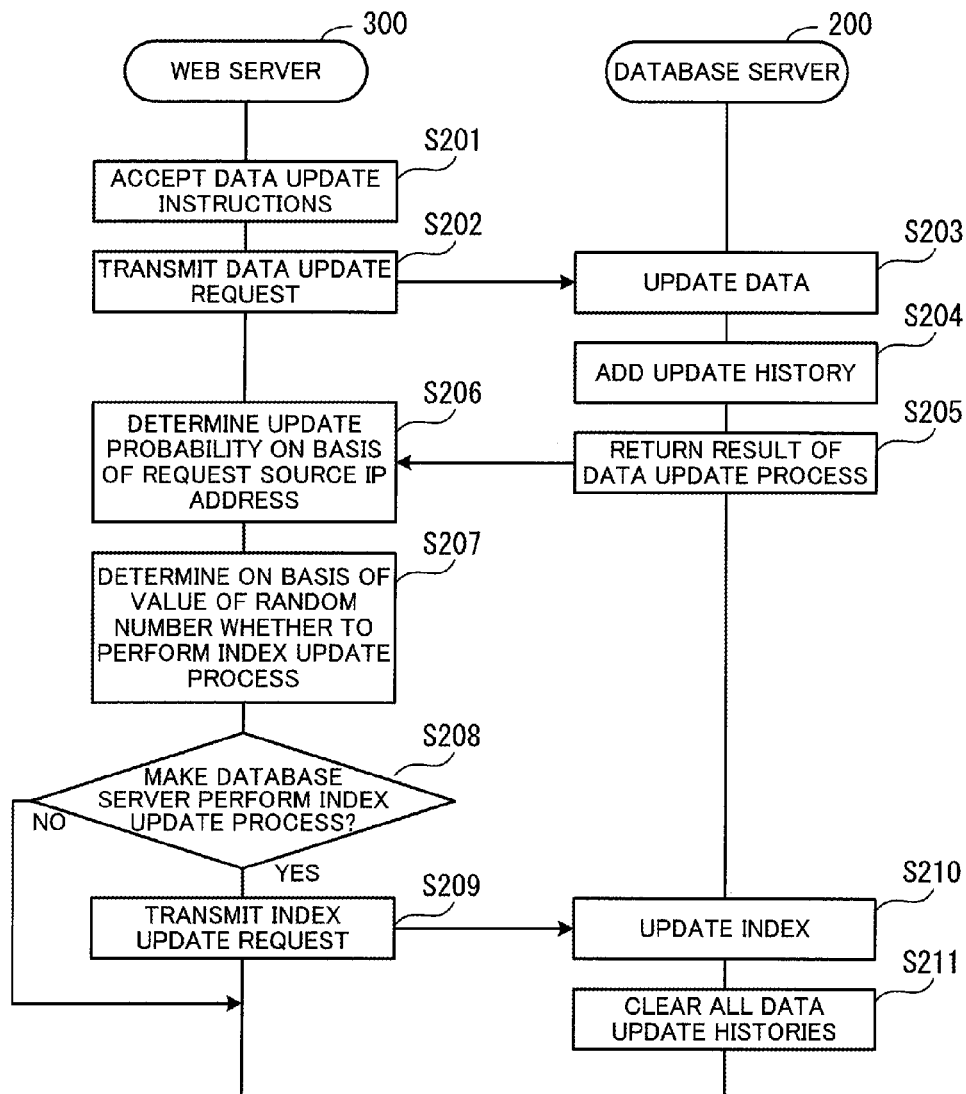 300
WEB SERVER
200
DATABASE SERVER
S201
ACCEPT DATA UPDATE
INSTRUCTIONS
S202
TRANSMIT DATA UPDATE
REQUEST
S203
UPDATE DATA
S204
ADD UPDATE HISTORY
S205
RETURN RESULT OF
DATA UPDATE PROCESS
S206
DETERMINE UPDATE
PROBABILITY ON BASIS
OF REQUEST SOURCE IP
ADDRESS
S207
DETERMINE ON BASIS OF
VALUE OF RANDOM
NUMBER WHETHER TO
PERFORM INDEX UPDATE
PROCESS
S208
MAKE DATABASE
SERVER PERFORM INDEX
UPDATE PROCESS?
NO
YES
S209
TRANSMIT INDEX
UPDATE REQUEST
S210
UPDATE INDEX
S211
CLEAR ALL DATA
UPDATE HISTORIES